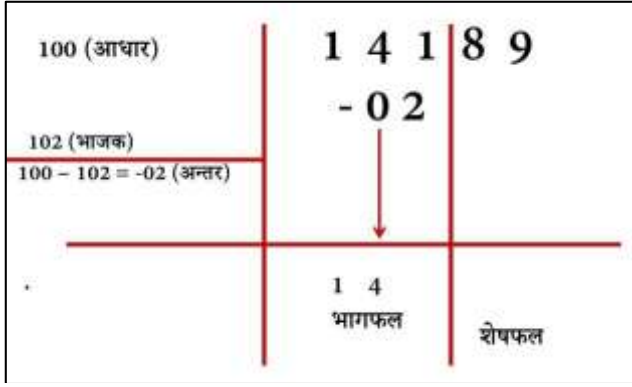 100 (आधार) 1 4 1 8 9
- 0 2
102 (भाजक)
100 – 102 = -02 (अन्तर)
1 4
भागफल शेषफल